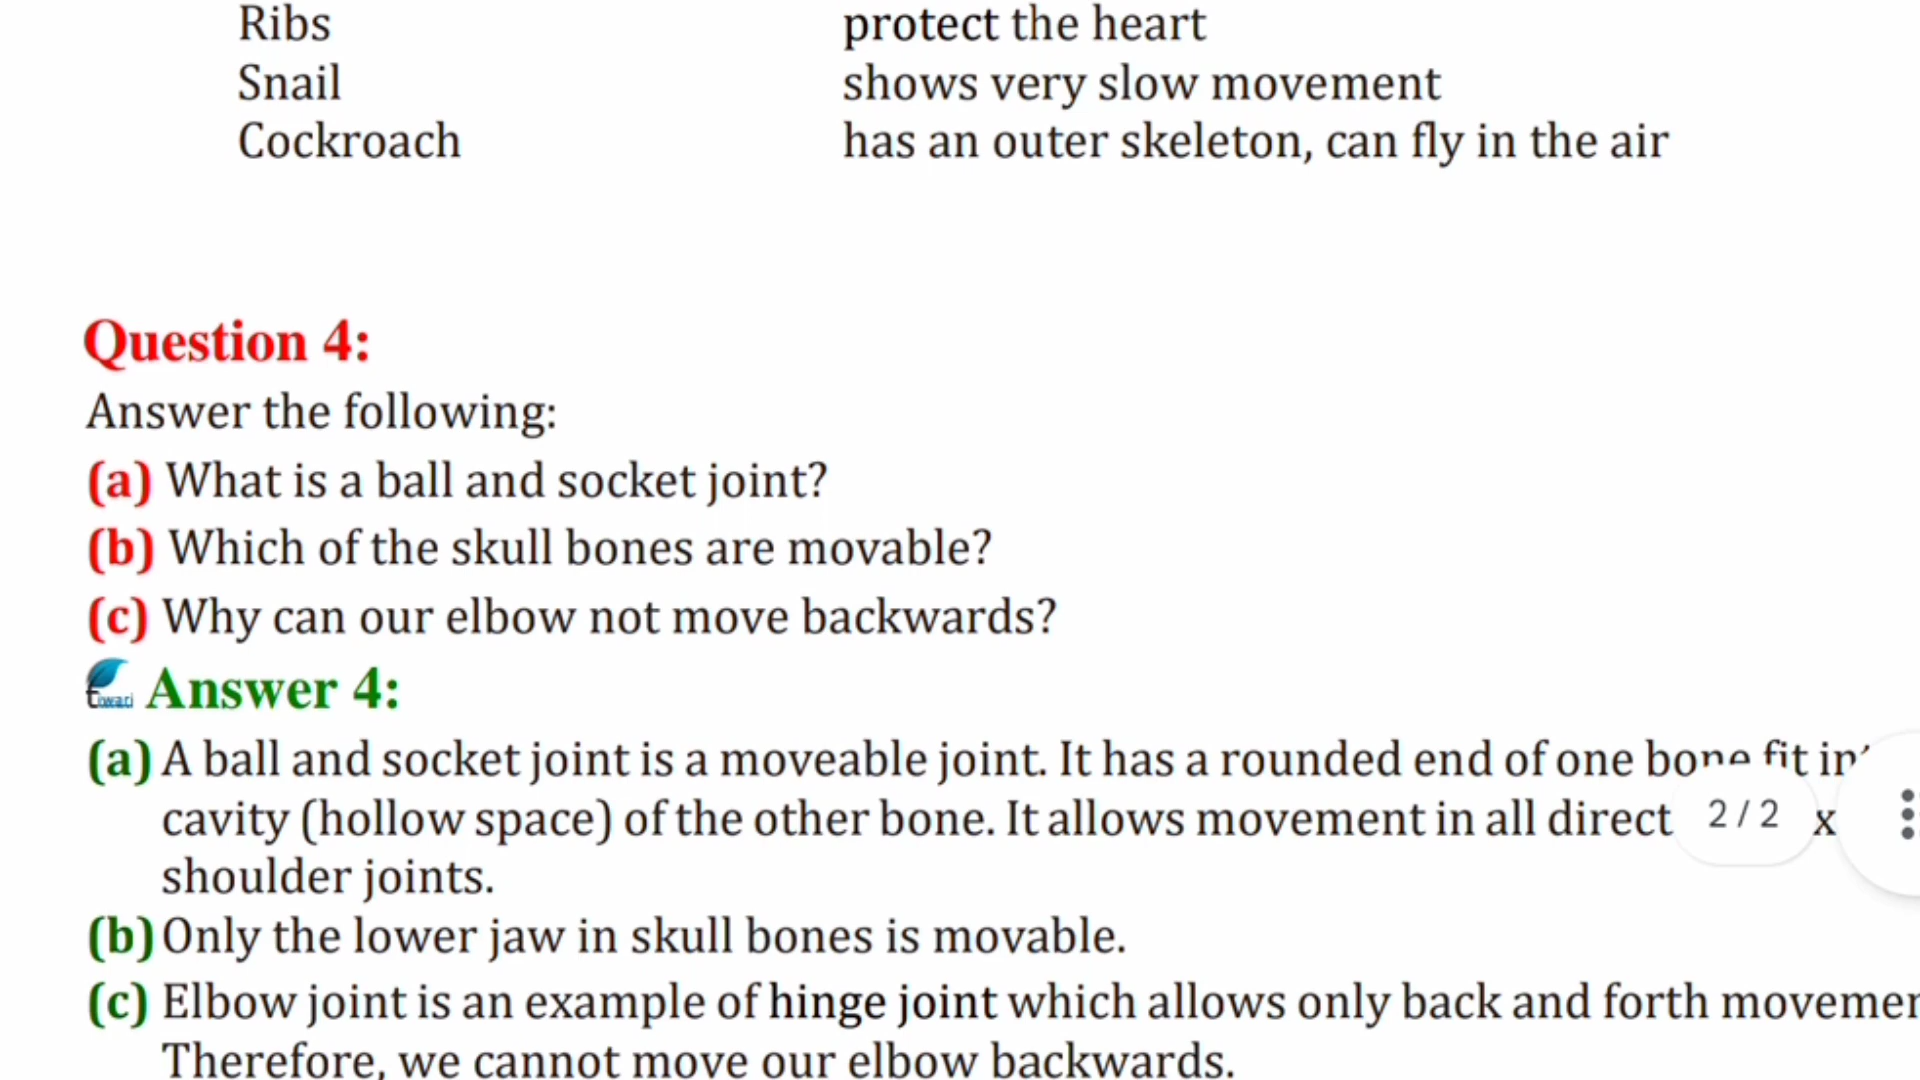 Ribs protect the heart
Snail shows very slow movement
Cockroach has an outer skeleton, can fly in the air
Question 4:
Answer the following:
(a) What is a ball and socket joint?
(b) Which of the skull bones are movable?
(c) Why can our elbow not move backwards?
tiwari Answer 4:
(a) A ball and socket joint is a moveable joint. It has a rounded end of one bone fit
cavity (hollow space) of the other bone. It allows movement in all direct 2 / 2 x
shoulder joints.
(b) Only the lower jaw in skull bones is movable.
(c) Elbow joint is an example of hinge joint which allows only back and forth
Therefore, we cannot move our elbow backwards.